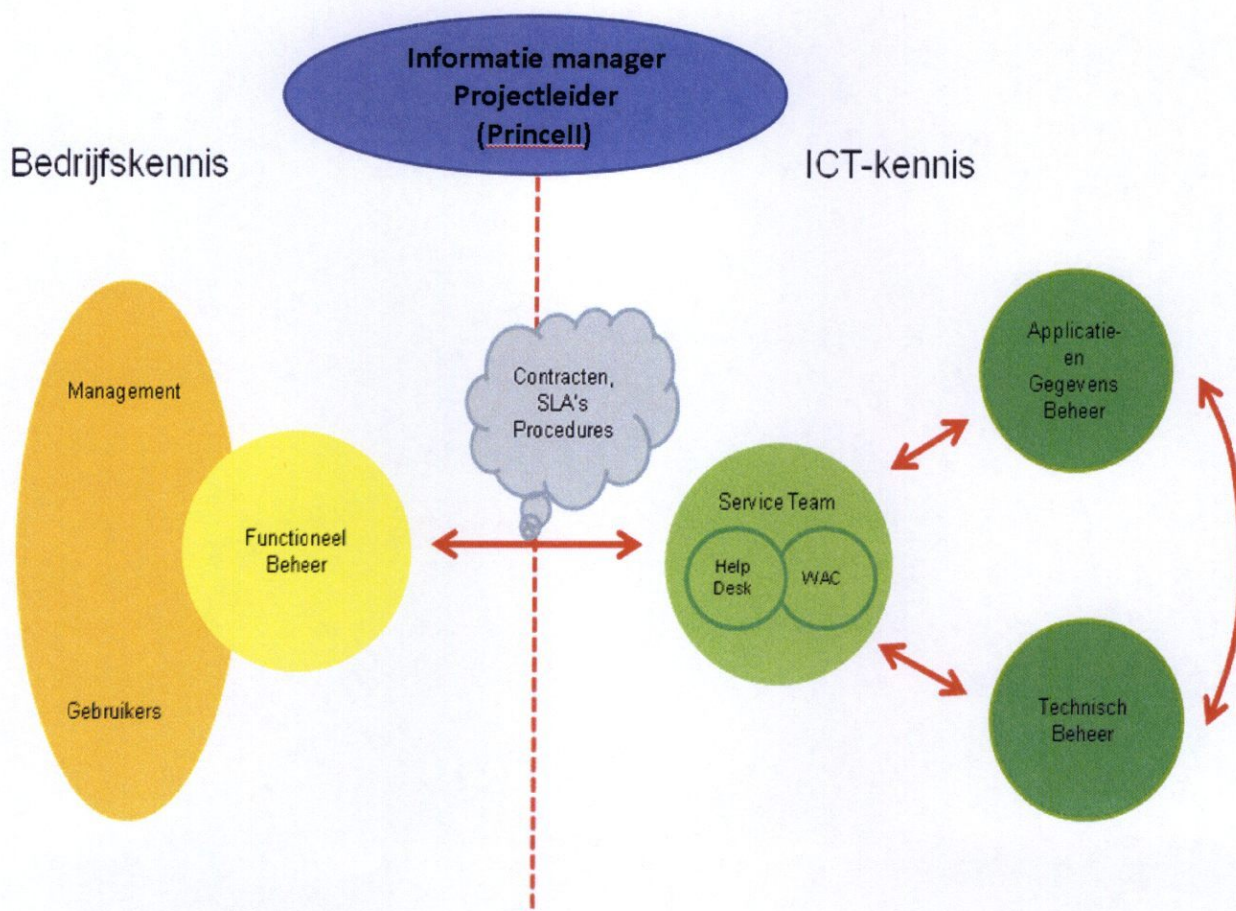 Informatie manager
Projectleider
(PrinceII)
Bedrijfskennis
ICT-kennis
Management
Gebruikers
Functioneel
Beheer
Contracten,
SLA's
Procedures
Service Team
Help
Desk
WAC
Applicatie-
en
Gegevens
Beheer
Technisch
Beheer